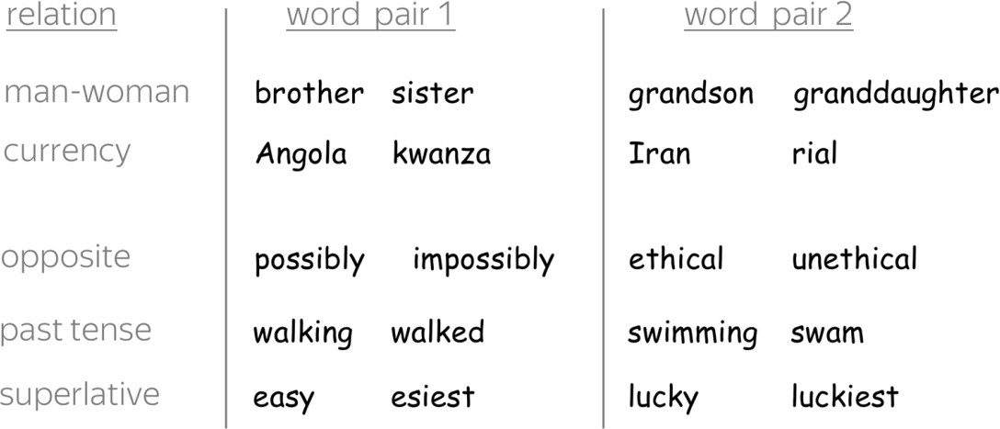 relation word pair 1 word pair 2
man-woman brother sister grandson granddaughter
currency Angola kwanza Iran rial
opposite possibly impossibly ethical unethical
past tense walking walked swimming swam
superlative easy esiest lucky luckiest